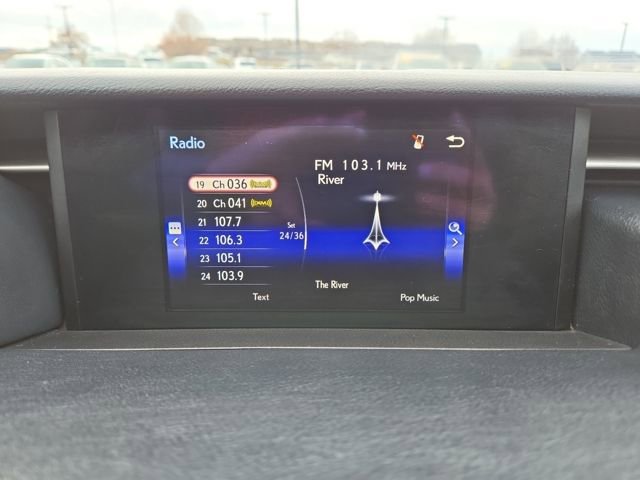 Radio
FM 103.1 MHz
River
19 Ch 036
20 Ch 041
21 107.7
22 106.3
23 105.1
24 103.9
Set
24/36
Text
The River
Pop Music